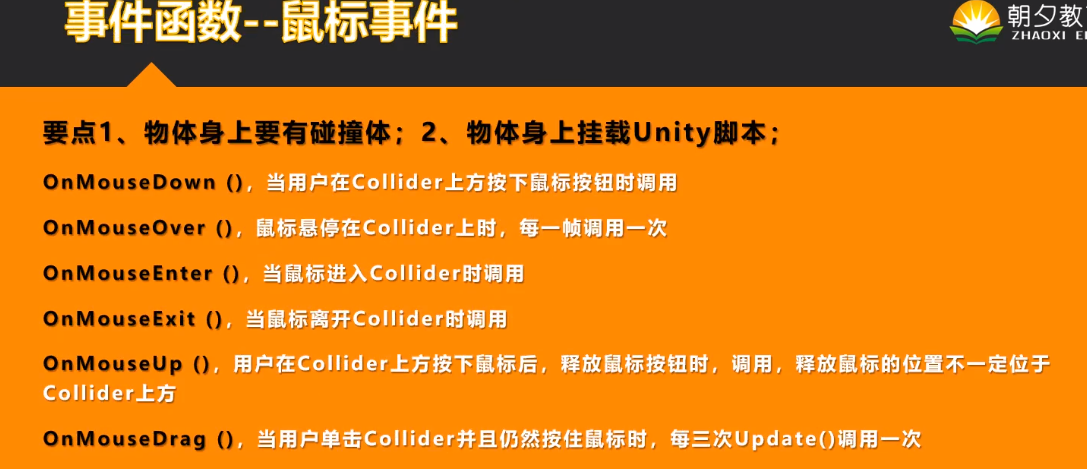 事件函数--鼠标事件
朝夕教
ZHAOXI E
要点1、物体身上要有碰撞体；2、物体身上挂载Unity脚本；
OnMouseDown ()，当用户在Collider上方按下鼠标按钮时调用
OnMouseOver ()，鼠标悬停在Collider上时，每一帧调用一次
OnMouseEnter ()，当鼠标进入Collider时调用
OnMouseExit ()，当鼠标离开Collider时调用
OnMouseUp ()，用户在Collider上方按下鼠标后，释放鼠标按钮时，调用，释放鼠标的位置不一定位于
Collider上方
OnMouseDrag ()，当用户单击Collider并且仍然按住鼠标时，每三次Update()调用一次